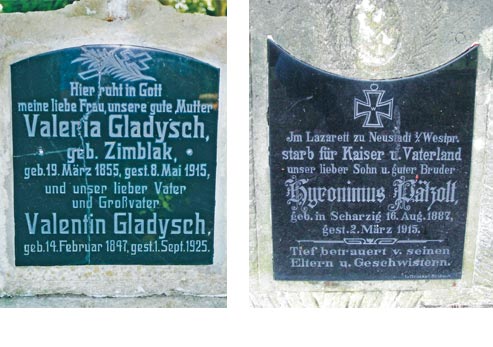 Hier ruht in Gott
meine liebe Frau, unsere gute Mutter
Valeria Gladysch,
geb. Zimblak,
geb. 19. März 1855, gest. 8. Mai 1915,
und unser lieber Vater
und Großvater
Valentin Gladysch,
geb. 14. Februar 1847, gest. 1. Sept. 1925.
Jm Lazarett zu Neustadt i/Westpr.
starb für Kaiser u. Vaterland
unser lieber Sohn u. guter Bruder
Hyronimus
geb. in Scharzig 16. Aug. 1887,
gest. 2. März 1915.
Tief betrauert v. seinen
Eltern u. Geschwistern.